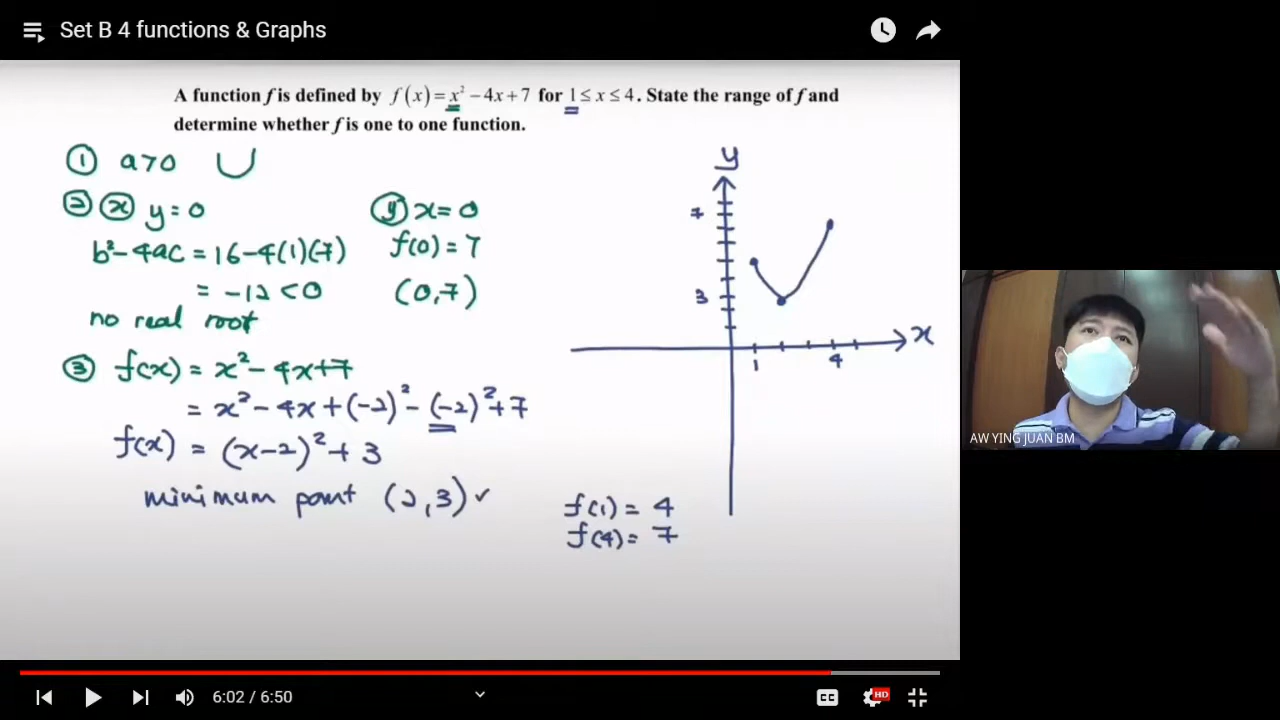 Set B 4 functions & Graphs
A function f is defined by f(x) = x² − 4x + 7 for 1 ≤ x ≤ 4. State the range of f and
determine whether f is one to one function.
① a>0
② ⓧ y = 0
b² − 4ac = 16 − 4(1)(7)
= −12 < 0
no real root
ⓨ x = 0
f(0) = 7
(0,7)
③ f(x) = x² − 4x + 7
= x² − 4x + (−2)² − (−2)² + 7
f(x) = (x−2)² + 3
minimum point (2,3) ✓
y
7
3
x
1 4
f(1) = 4
f(4) = 7
AW YING JUAN BM
6:02 / 6:50
CC
HD